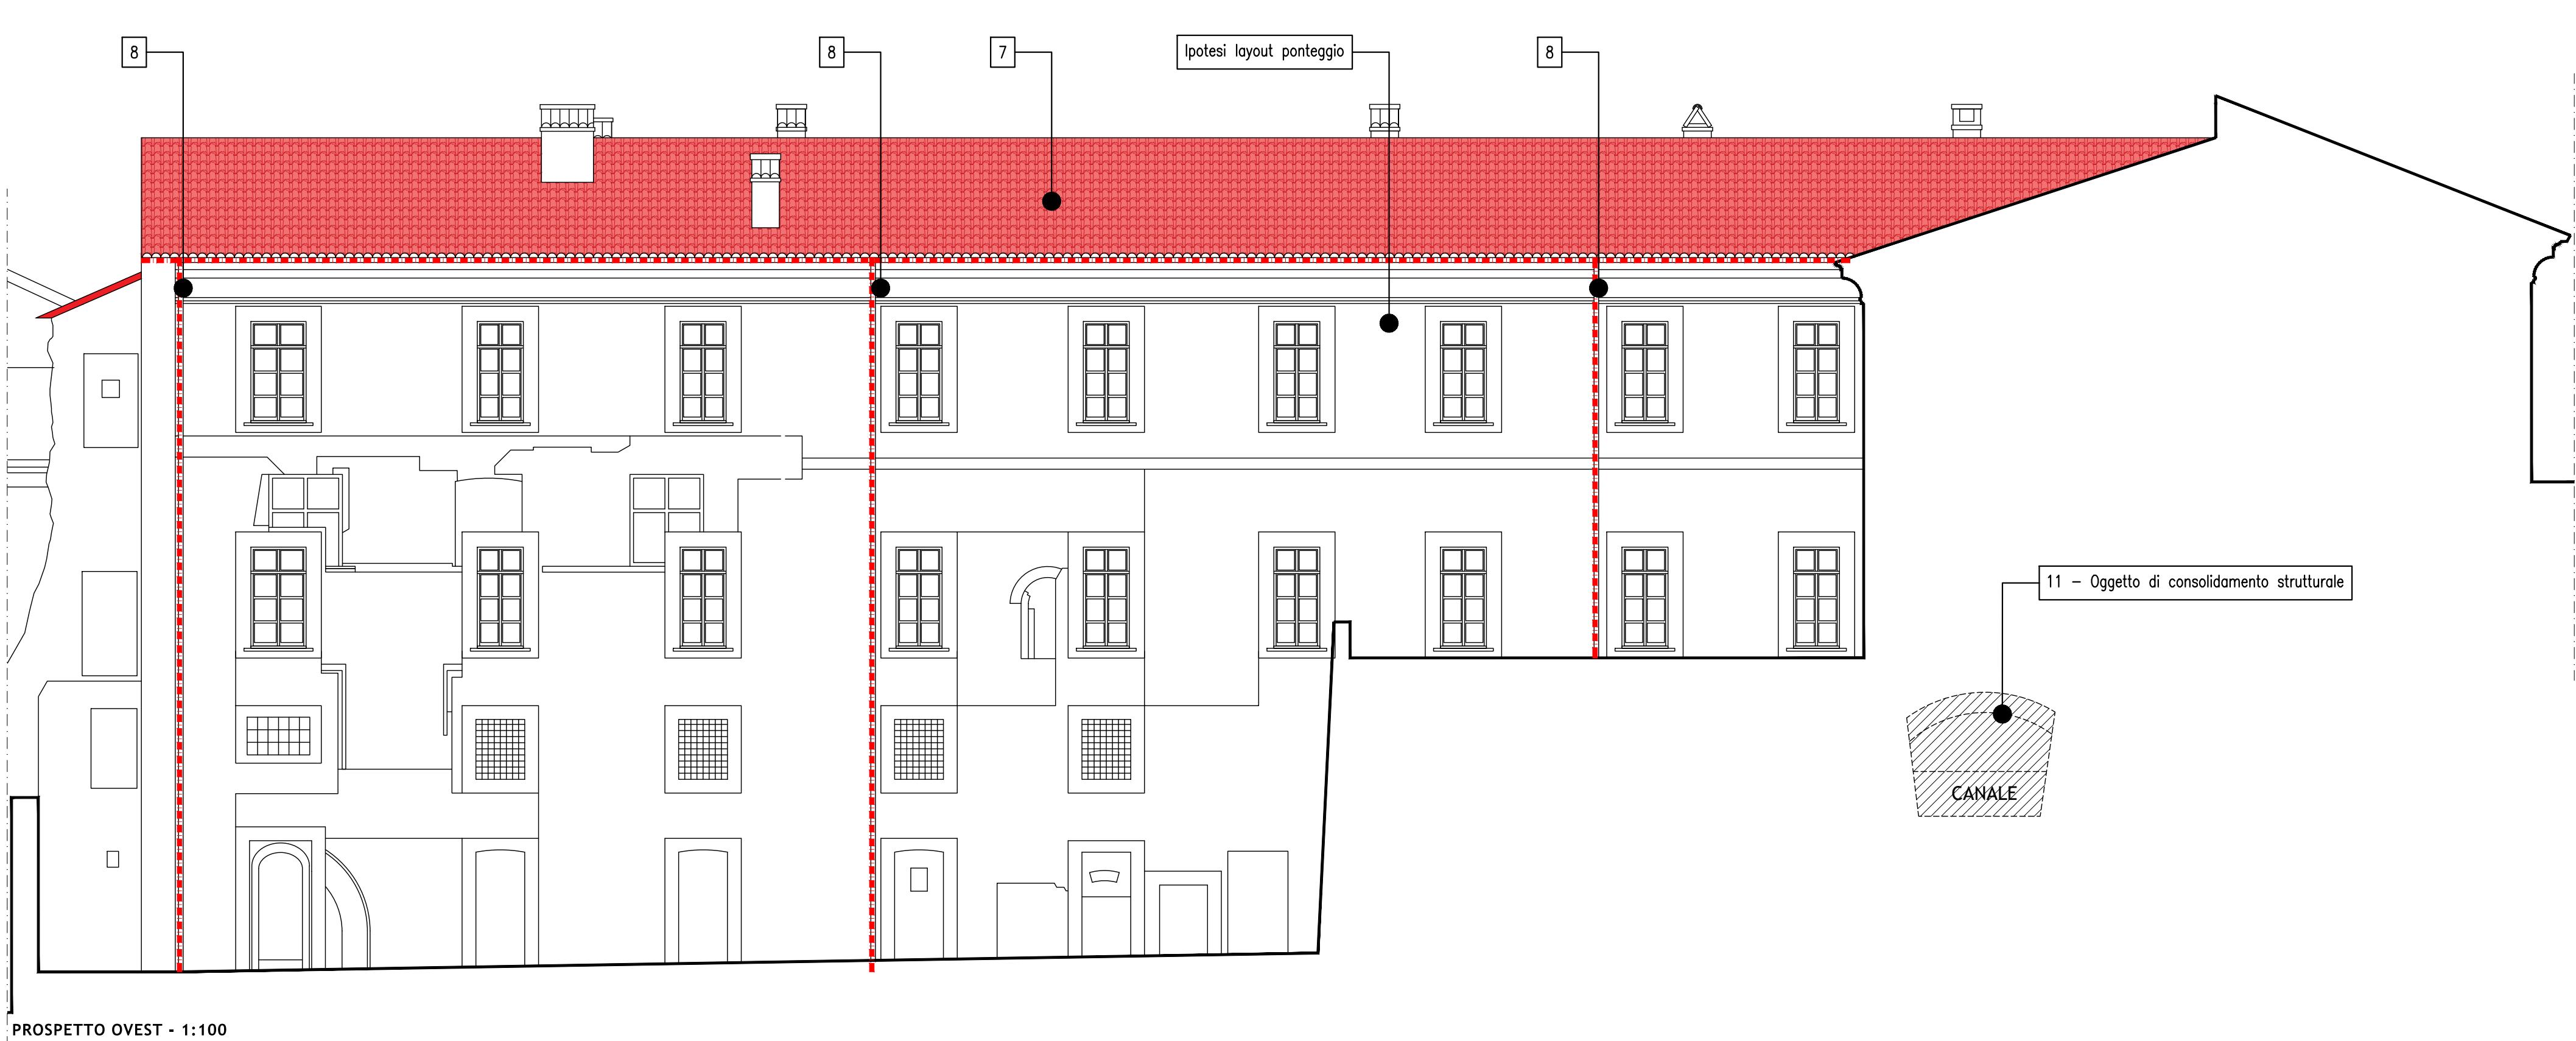 8
8
7
Ipotesi layout ponteggio
8
11 – Oggetto di consolidamento strutturale
CANALE
PROSPETTO OVEST - 1:100